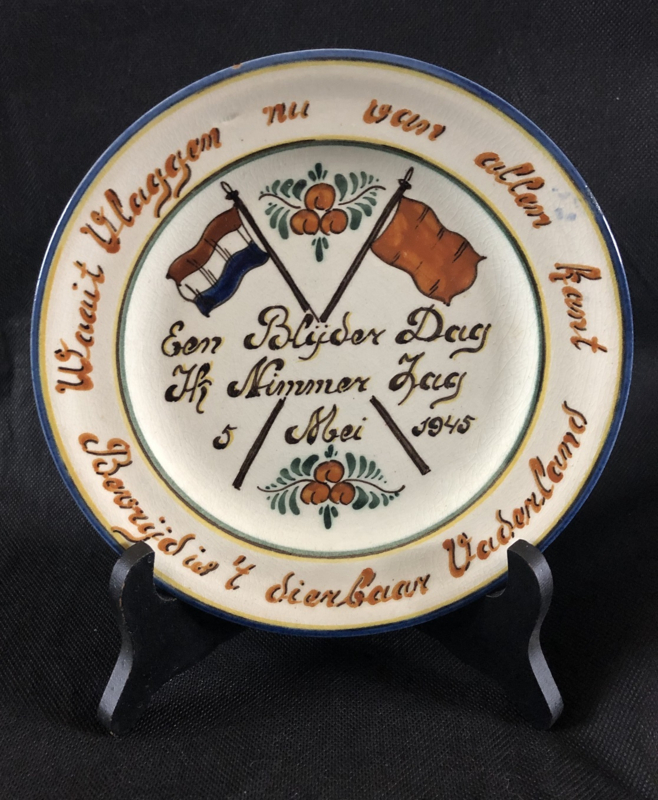 Waait Vlaggen nu van allen kant
Een Blijder Dag
Ik Nimmer Zag
5 Mei 1945
Bevrijd is 't dierbaar Vaderland